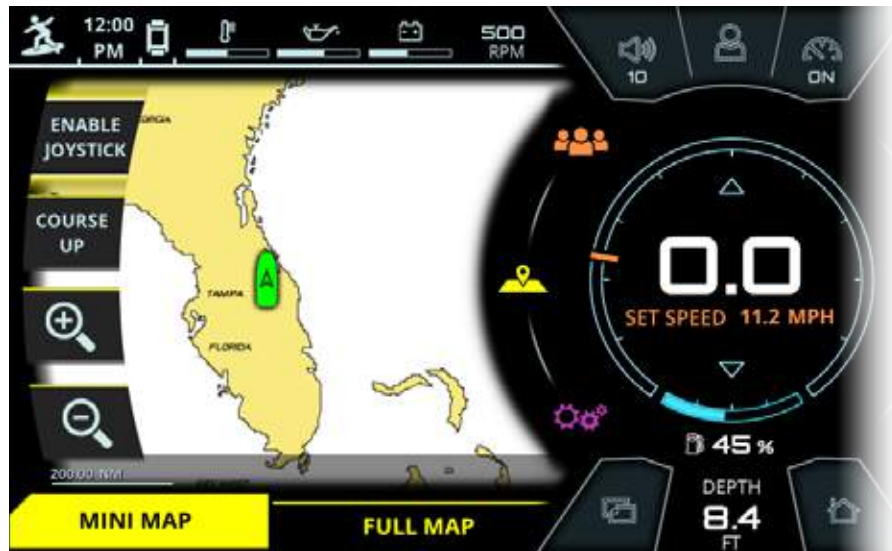 12:00
PM
500
RPM
10
ON
ENABLE
JOYSTICK
COURSE
UP
TAMPA
FLORIDA
0.0
SET SPEED 11.2 MPH
45 %
200.00 NM
DEPTH
8.4
FT
MINI MAP
FULL MAP